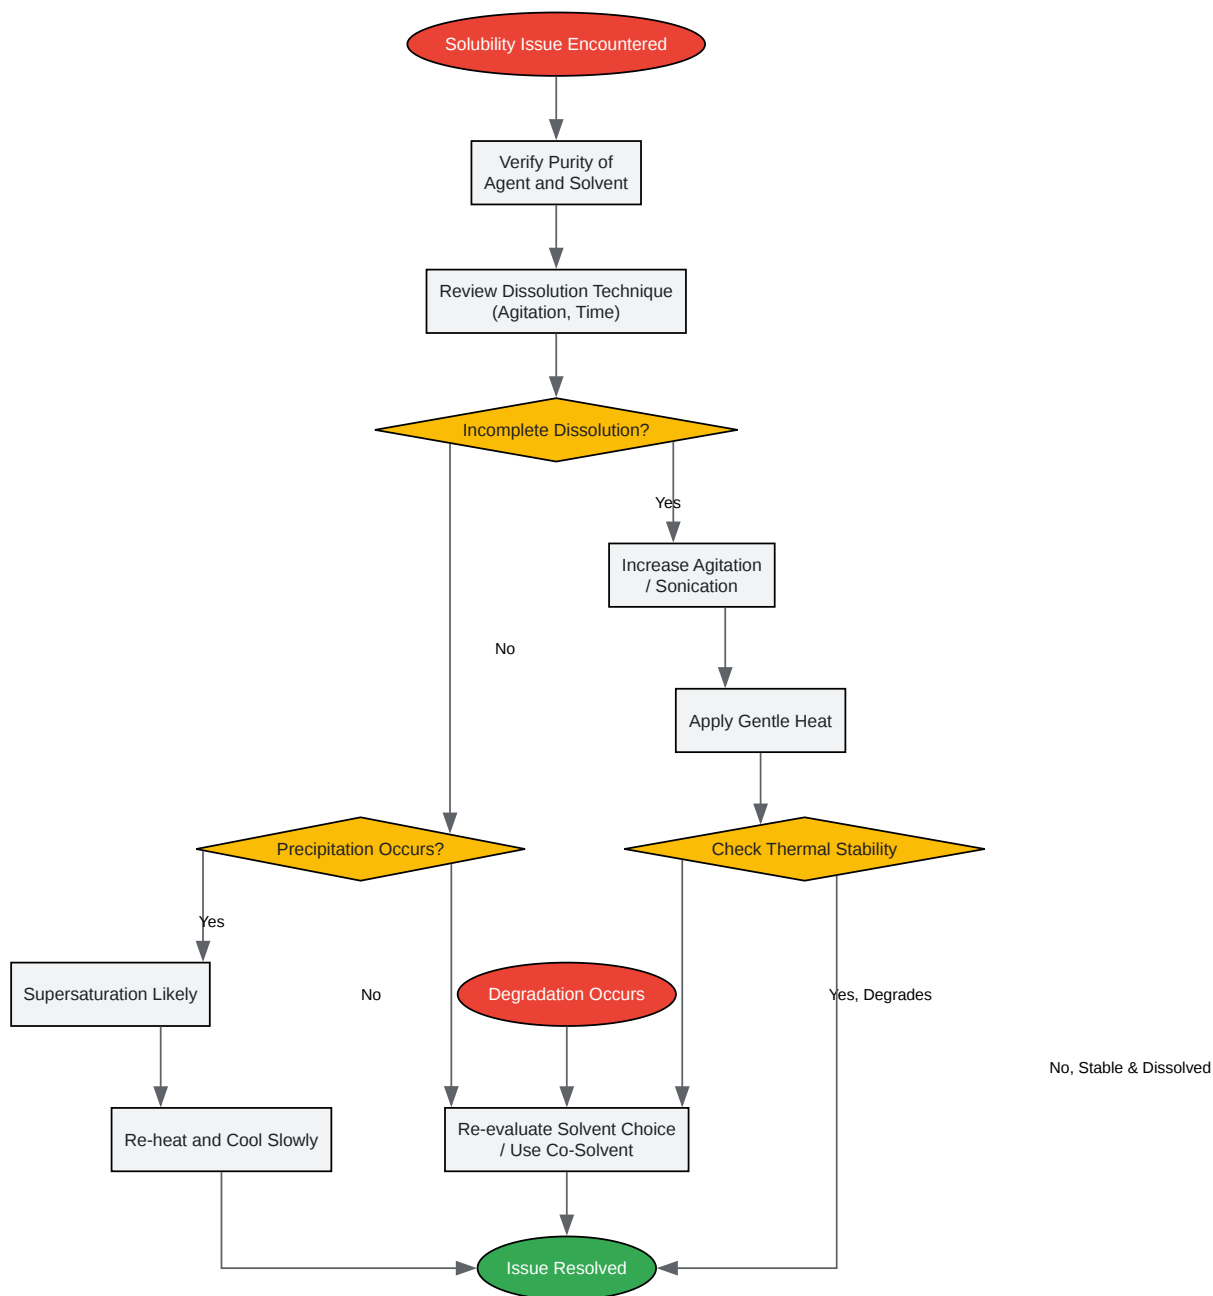 Solubility Issue Encountered
Verify Purity of
Agent and Solvent
Review Dissolution Technique
(Agitation, Time)
Incomplete Dissolution?
Yes
Increase Agitation
/ Sonication
No
Apply Gentle Heat
Precipitation Occurs?
Check Thermal Stability
Yes
Supersaturation Likely
No
Degradation Occurs
Yes, Degrades
No, Stable & Dissolved
Re-heat and Cool Slowly
Re-evaluate Solvent Choice
/ Use Co-Solvent
Issue Resolved